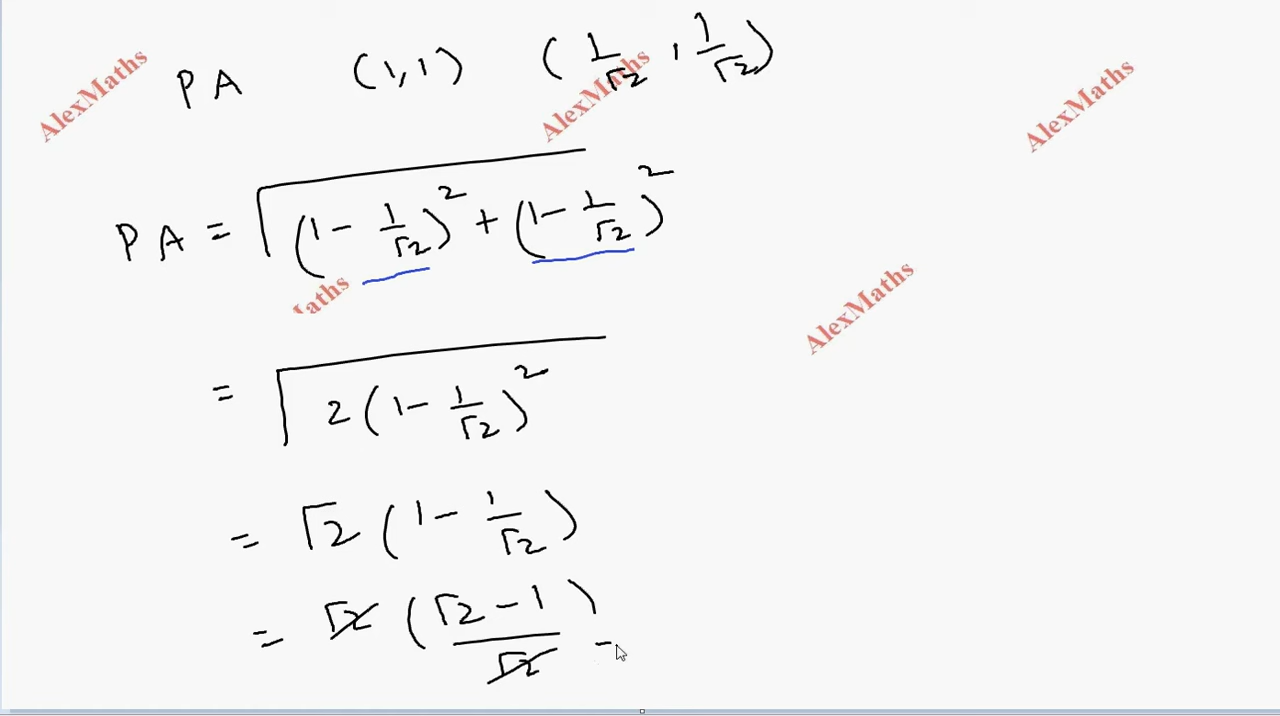 PA (1,1) (1/√2, 1/√2)
AlexMaths
AlexMaths
AlexMaths
PA = √((1 - 1/√2)² + (1 - 1/√2)²)
Maths
AlexMaths
= √(2(1 - 1/√2)²)
= √2 (1 - 1/√2)
= √2 (√2 - 1)/√2